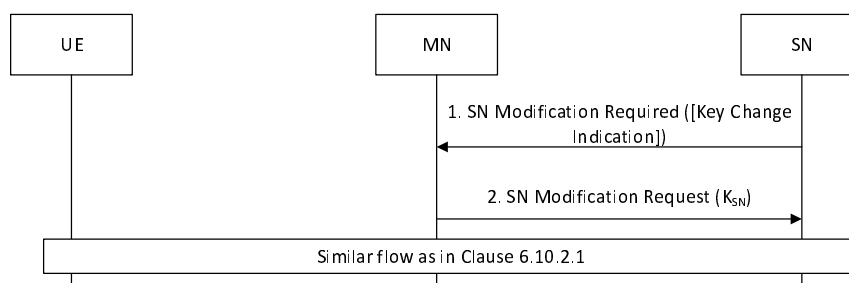 UE
MN
SN
1. SN Modification Required ([Key Change
Indication])
2. SN Modification Request (K_SN)
Similar flow as in Clause 6.10.2.1